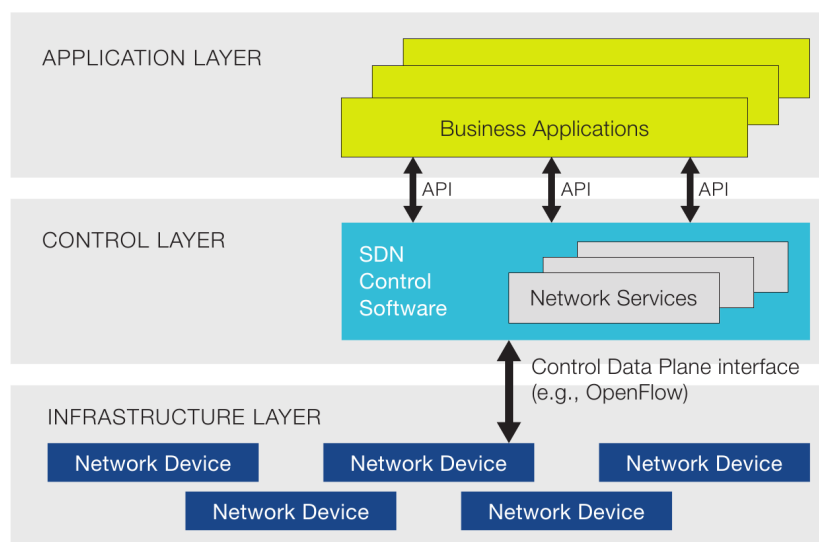 APPLICATION LAYER
Business Applications
API
API
API
CONTROL LAYER
SDN
Control
Software
Network Services
Control Data Plane interface
(e.g., OpenFlow)
INFRASTRUCTURE LAYER
Network Device
Network Device
Network Device
Network Device
Network Device